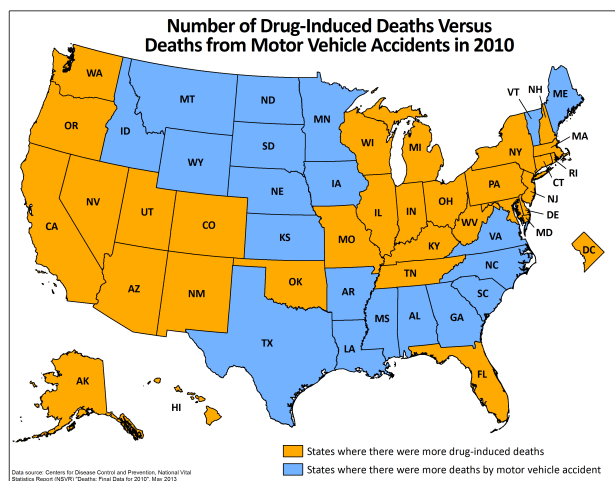 Number of Drug-Induced Deaths Versus
Deaths from Motor Vehicle Accidents in 2010
WA
MT
ND
MN
VT
NH
ME
OR
ID
WI
MI
NY
MA
SD
WY
RI
CT
IA
PA
NE
NJ
NV
OH
UT
IL
IN
DE
CA
CO
WV
MD
KS
MO
VA
KY
DC
NC
TN
OK
AZ
NM
AR
SC
MS
AL
GA
TX
LA
FL
AK
HI
States where there were more drug-induced deaths
States where there were more deaths by motor vehicle accident
Data source: Centers for Disease Control and Prevention, National Vital
Statistics Report (NSVR) "Deaths: Final Data for 2010". May 2013